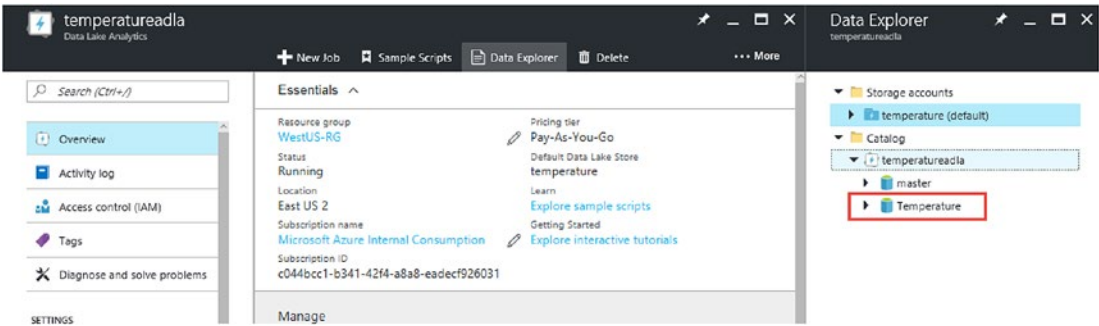 temperatureadla
Data Lake Analytics
New Job Sample Scripts Data Explorer Delete ••• More
Search (Ctrl+/)
Overview
Activity log
Access control (IAM)
Tags
Diagnose and solve problems
SETTINGS
Essentials
Resource group
WestUS-RG
Status
Running
Location
East US 2
Subscription name
Microsoft Azure Internal Consumption
Subscription ID
c044bcc1-b341-42f4-a8a8-eadecf926031
Pricing tier
Pay-As-You-Go
Default Data Lake Store
temperature
Learn
Explore sample scripts
Getting Started
Explore interactive tutorials
Manage
Data Explorer
temperatureadla
Storage accounts
temperature (default)
Catalog
temperatureadla
master
Temperature